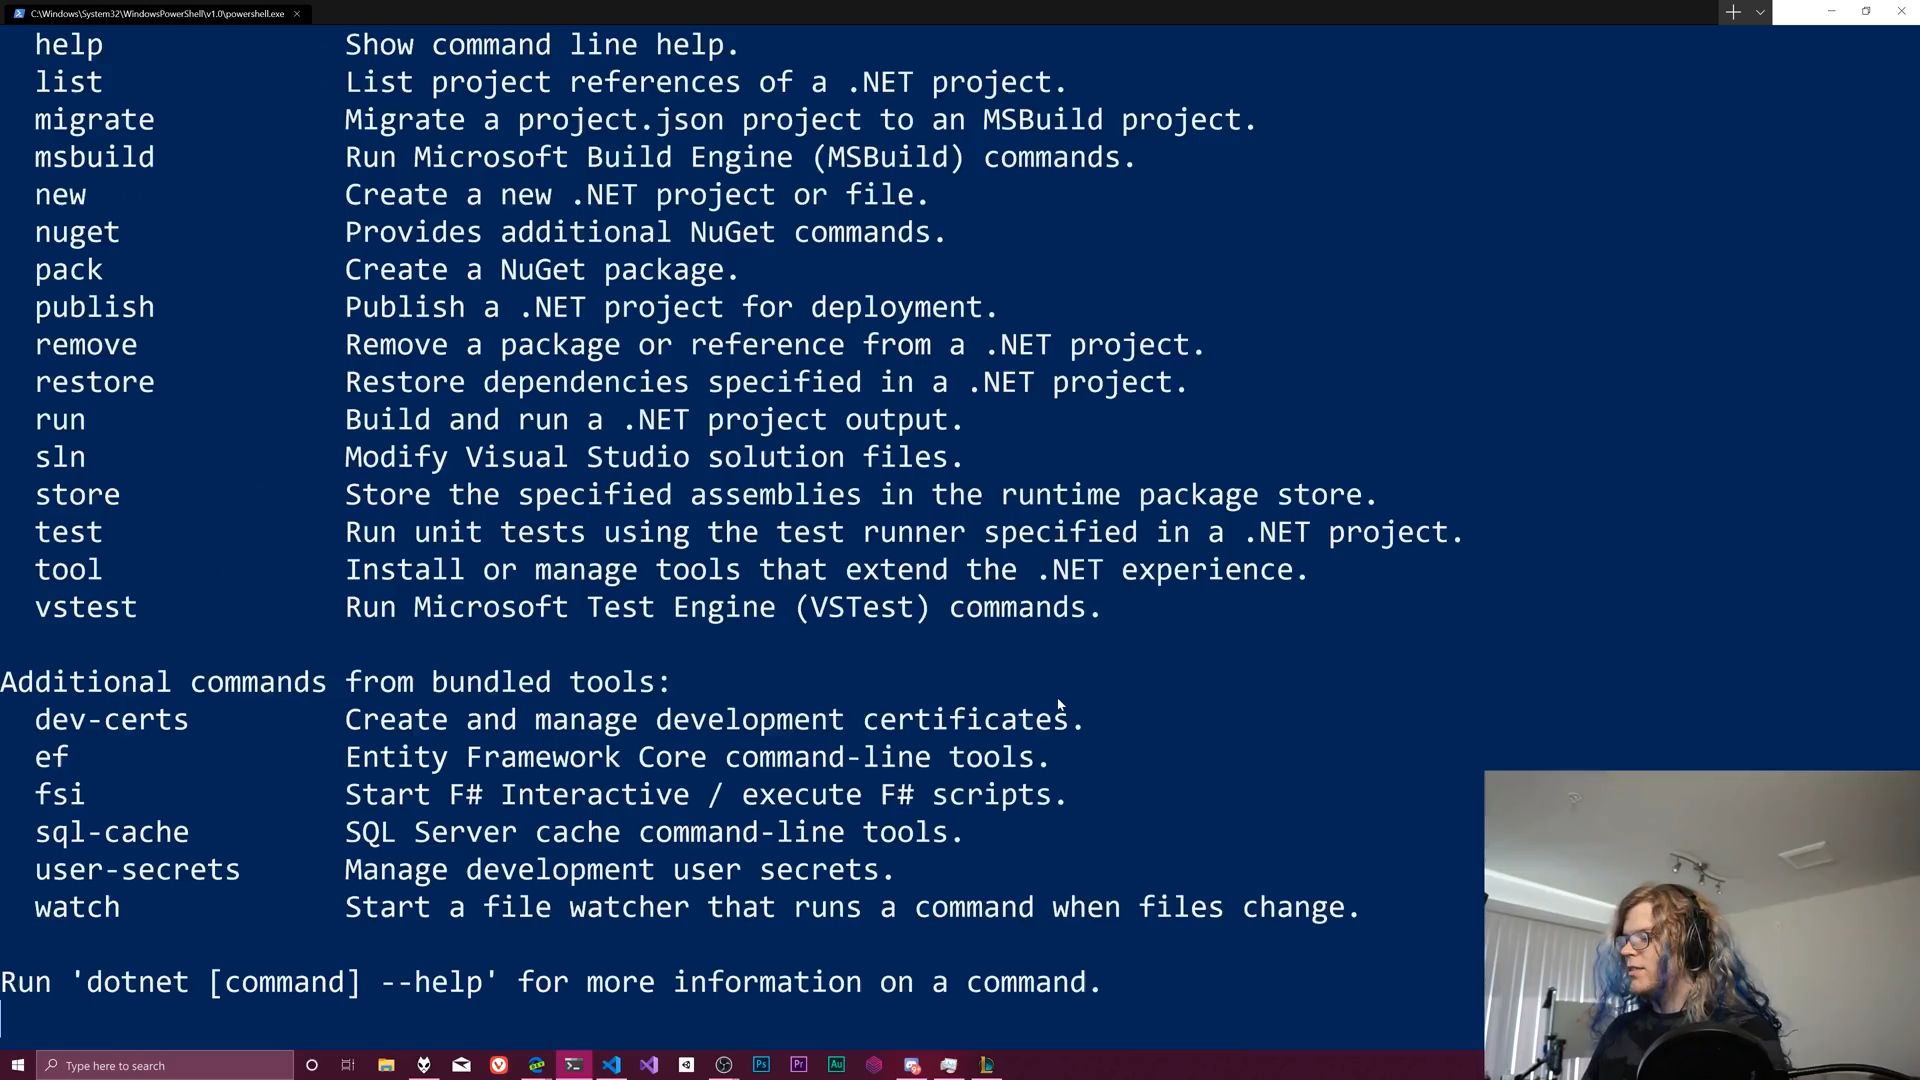 C:\Windows\System32\WindowsPowerShell\v1.0\powershell.exe
help Show command line help.
list List project references of a .NET project.
migrate Migrate a project.json project to an MSBuild project.
msbuild Run Microsoft Build Engine (MSBuild) commands.
new Create a new .NET project or file.
nuget Provides additional NuGet commands.
pack Create a NuGet package.
publish Publish a .NET project for deployment.
remove Remove a package or reference from a .NET project.
restore Restore dependencies specified in a .NET project.
run Build and run a .NET project output.
sln Modify Visual Studio solution files.
store Store the specified assemblies in the runtime package store.
test Run unit tests using the test runner specified in a .NET project.
tool Install or manage tools that extend the .NET experience.
vstest Run Microsoft Test Engine (VSTest) commands.
Additional commands from bundled tools:
dev-certs Create and manage development certificates.
ef Entity Framework Core command-line tools.
fsi Start F# Interactive / execute F# scripts.
sql-cache SQL Server cache command-line tools.
user-secrets Manage development user secrets.
watch Start a file watcher that runs a command when files change.
Run 'dotnet [command] --help' for more information on a command.
Type here to search
Ps
Pr
Au